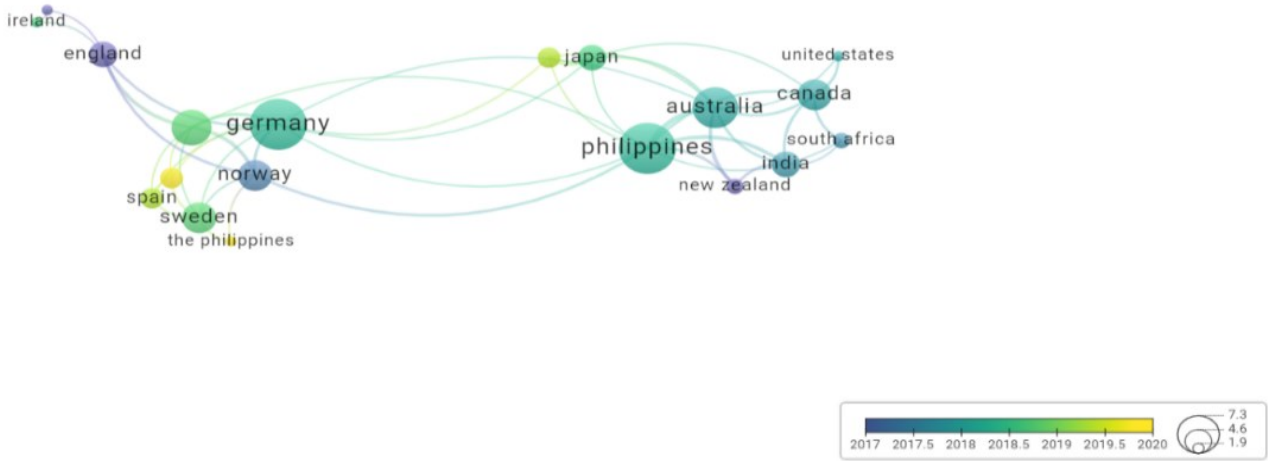 ireland
england
japan
united states
canada
australia
germany
south africa
philippines
india
norway
new zealand
spain
sweden
the philippines
7.3
4.6
1.9
2017 2017.5 2018 2018.5 2019 2019.5 2020